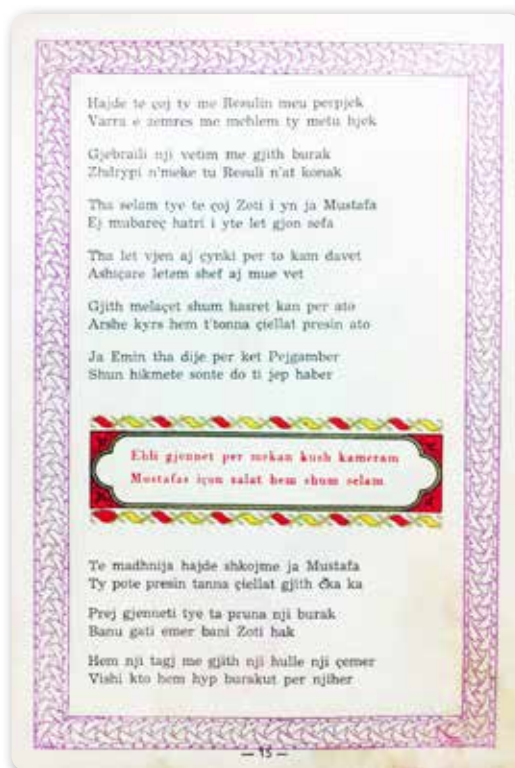 Hajde te çoj ty me Resulin meu perpjek
Varra e zemres me mehlem ty metu hjek
Gjebraili nji vetim me gjith burak
Zhdrypi n'meke tu Resuli n'at konak
Tha selam tye te çoj Zoti i yn ja Mustafa
Ej mubareç hatri i yte let gjon sefa
Tha let vjen aj çynki per to kam davet
Ashiçare letem shef aj mue vet
Gjith melaçet shum hasret kan per ato
Arshe kyrs hem t'tonna çiellat presin ato
Ja Emin tha dije per ket Pejgamber
Shun hikmete sonte do ti jep haber
Ehli gjennet per mekan kush kameram
Mustafas içon salat hem shum selam
Te madhnija hajde shkojme ja Mustafa
Ty pote presin tanna çiellat gjith çka ka
Prej gjenneti tye ta pruna nji burak
Banu gati emer bani Zoti hak
Hem nji tagj me gjith nji hulle nji çemer
Vishi kto hem hyp burakut per njiher
— 15 —